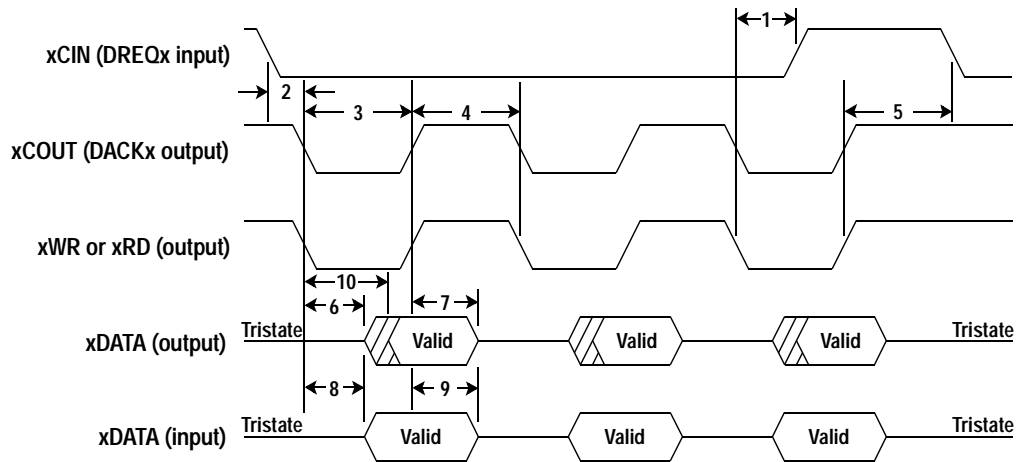 1
xCIN (DREQx input)
2
3
4
5
xCOUT (DACKx output)
xWR or xRD (output)
10
6
7
xDATA (output)
Tristate
Valid
Valid
Valid
Tristate
8
9
xDATA (input)
Tristate
Valid
Valid
Valid
Tristate